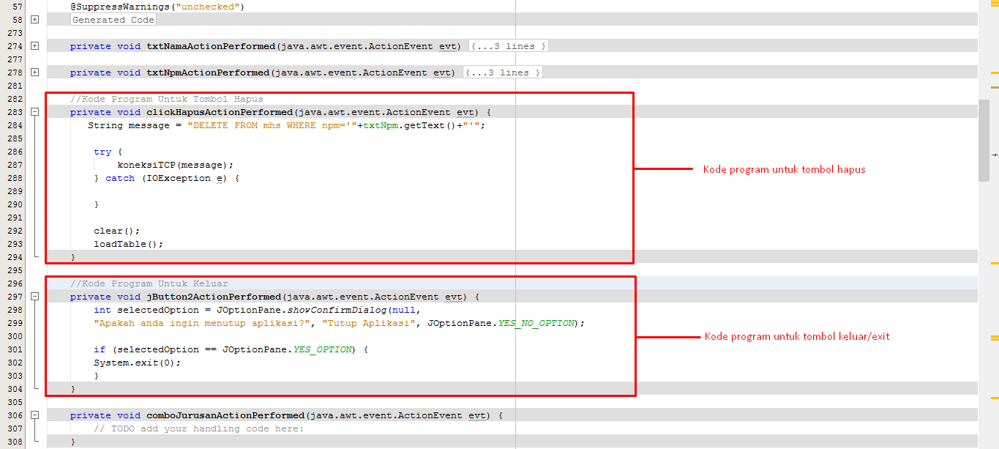 57 @SuppressWarnings("unchecked")
58 Generated Code
273
274 private void txtNamaActionPerformed(java.awt.event.ActionEvent evt) {...3 lines }
277
278 private void txtNpmActionPerformed(java.awt.event.ActionEvent evt) {...3 lines }
281
282 //Kode Program Untuk Tombol Hapus
283 private void clickHapusActionPerformed(java.awt.event.ActionEvent evt) {
284 String message = "DELETE FROM mhs WHERE npm='"+txtNpm.getText()+"'";
285
286 try {
287 koneksiTCP(message);
Kode program untuk tombol hapus
288 } catch (IOException e) {
289
290 }
291
292 clear();
293 loadTable();
294 }
295
296 //Kode Program Untuk Keluar
297 private void jButton2ActionPerformed(java.awt.event.ActionEvent evt) {
298 int selectedOption = JOptionPane.showConfirmDialog(null,
299 "Apakah anda ingin menutup aplikasi?", "Tutup Aplikasi", JOptionPane.YES_NO_OPTION);
300
Kode program untuk tombol keluar/exit
301 if (selectedOption == JOptionPane.YES_OPTION) {
302 System.exit(0);
303 }
304 }
305
306 private void comboJurusanActionPerformed(java.awt.event.ActionEvent evt) {
307 // TODO add your handling code here:
308 }